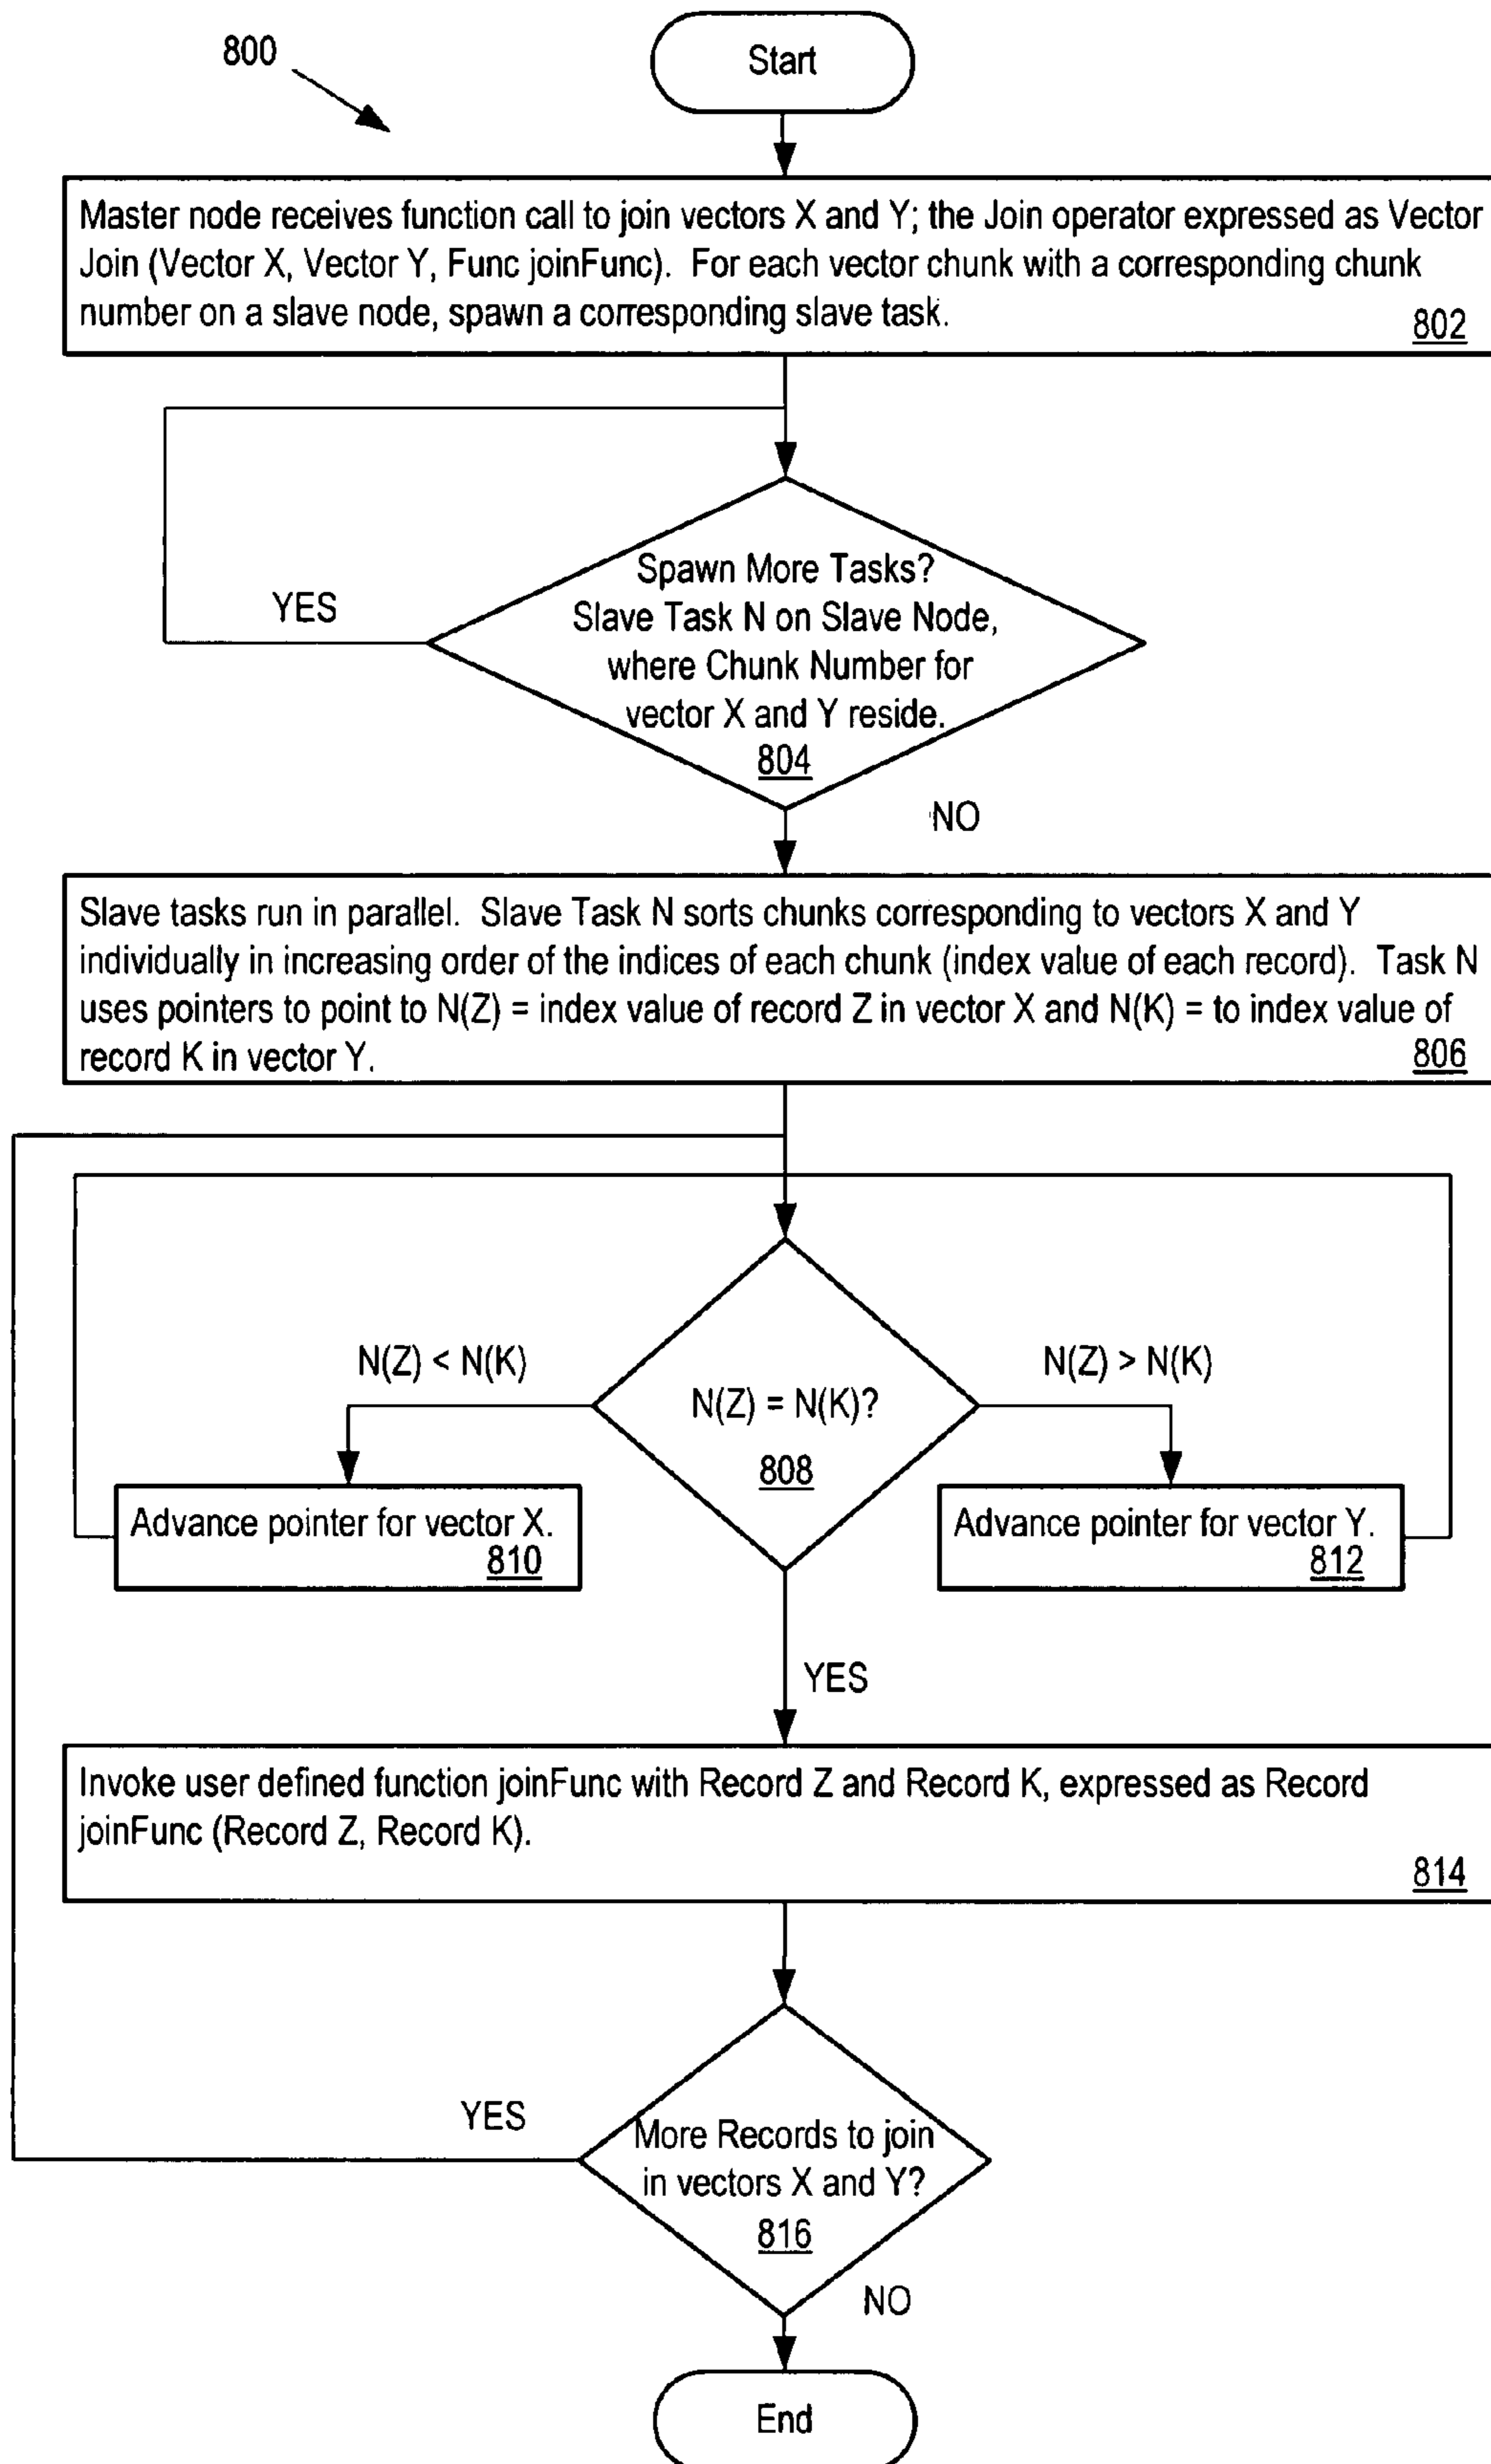 800
Start
Master node receives function call to join vectors X and Y; the Join operator expressed as Vector
Join (Vector X, Vector Y, Func joinFunc). For each vector chunk with a corresponding chunk
number on a slave node, spawn a corresponding slave task.
802
Spawn More Tasks?
Slave Task N on Slave Node,
where Chunk Number for
vector X and Y reside.
804
YES
NO
Slave tasks run in parallel. Slave Task N sorts chunks corresponding to vectors X and Y
individually in increasing order of the indices of each chunk (index value of each record). Task N
uses pointers to point to N(Z) = index value of record Z in vector X and N(K) = to index value of
record K in vector Y.
806
N(Z) < N(K)
N(Z) = N(K)?
808
N(Z) > N(K)
Advance pointer for vector X.
810
Advance pointer for vector Y.
812
YES
Invoke user defined function joinFunc with Record Z and Record K, expressed as Record
joinFunc (Record Z, Record K).
814
YES
More Records to join
in vectors X and Y?
816
NO
End